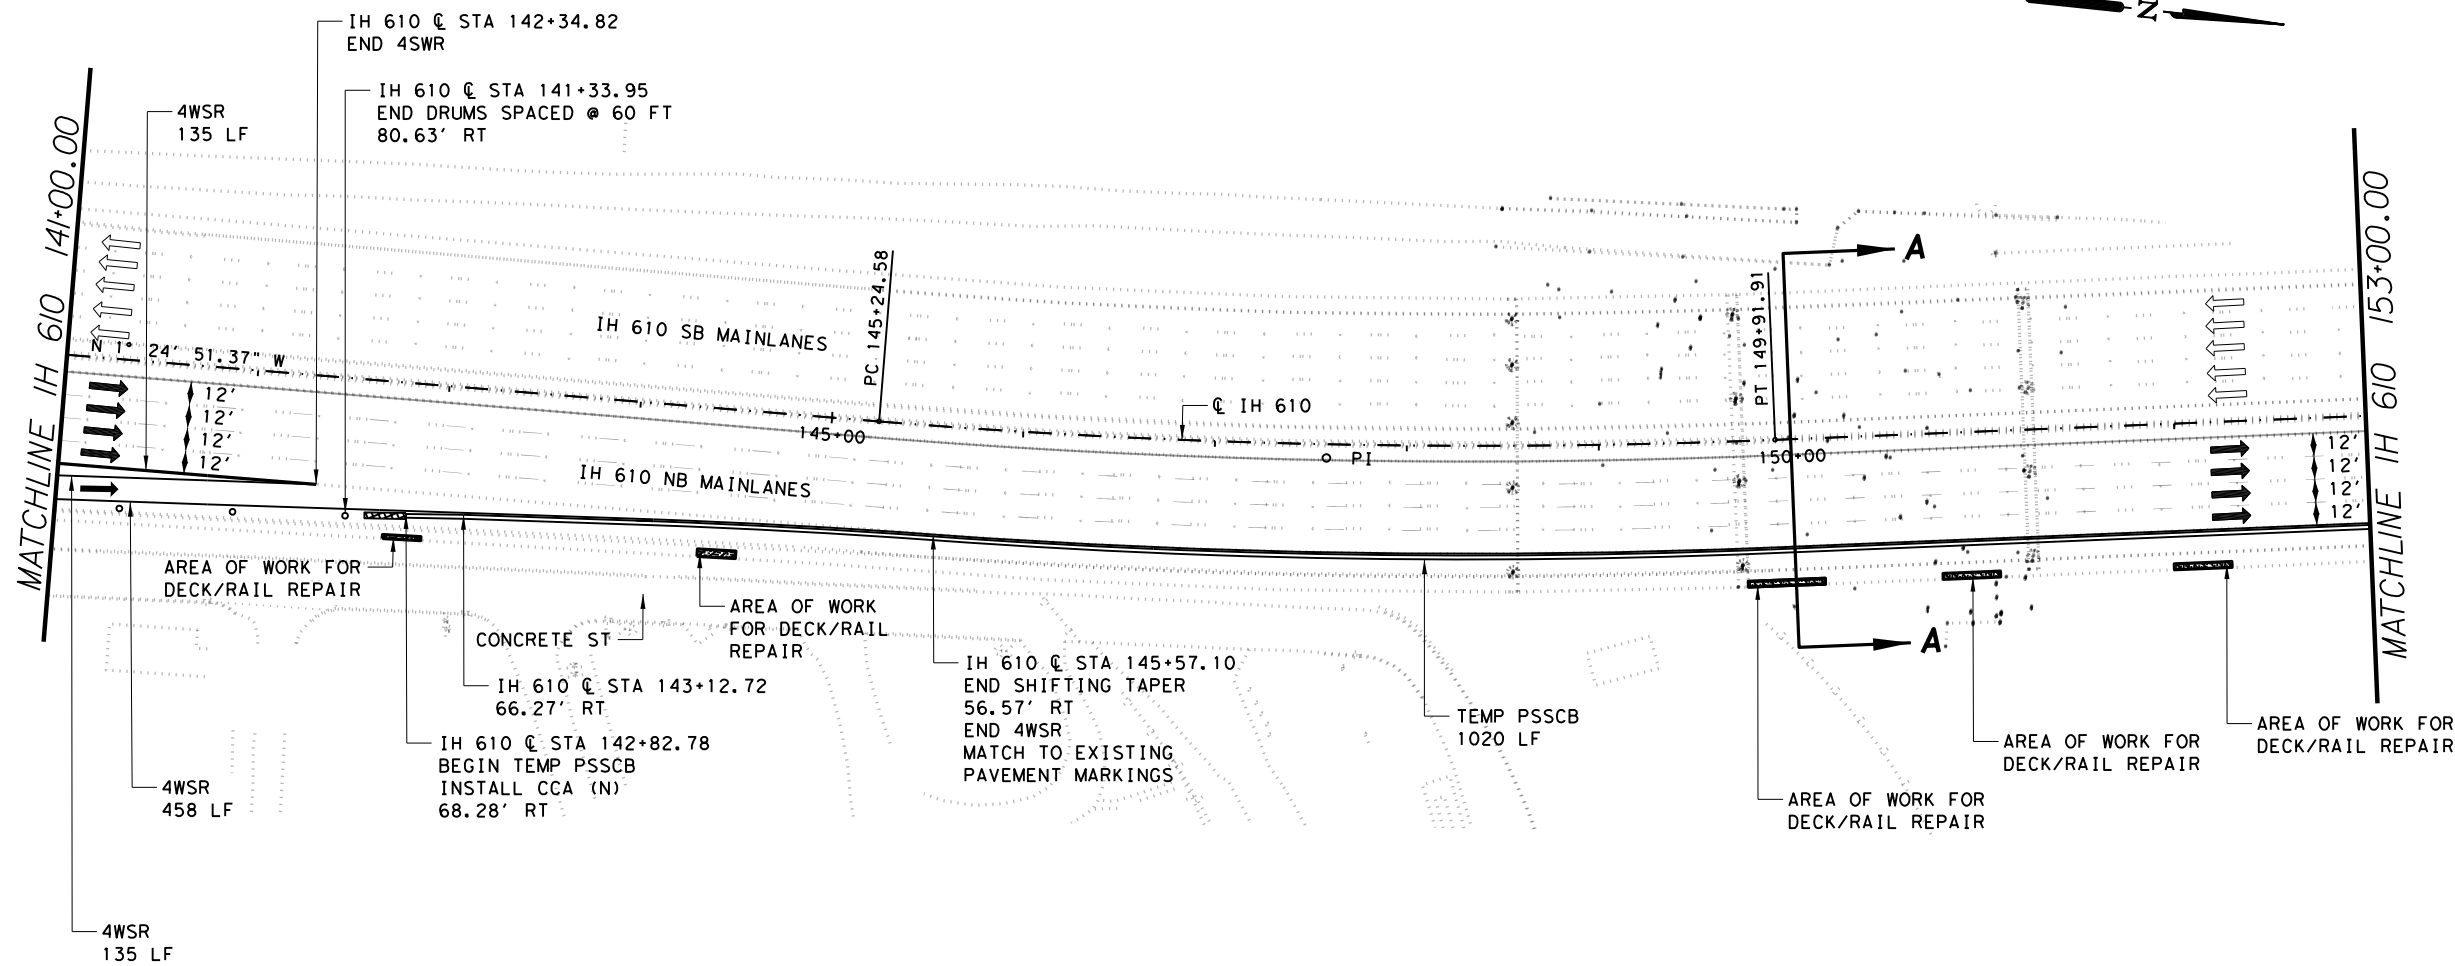 IH 610 ℄ STA 142+34.82
END 4SWR
N
IH 610 ℄ STA 141+33.95
END DRUMS SPACED @ 60 FT
80.63' RT
4WSR
135 LF
MATCHLINE IH 610 141+00.00
N 1° 24' 51.37" W
12'
12'
12'
12'
IH 610 SB MAINLANES
PC 145+24.58
145+00
IH 610 NB MAINLANES
℄ IH 610
PI
PT 149+91.91
150+00
A
A
12'
12'
12'
12'
MATCHLINE IH 610 153+00.00
AREA OF WORK FOR
DECK/RAIL REPAIR
CONCRETE ST
AREA OF WORK
FOR DECK/RAIL
REPAIR
IH 610 ℄ STA 143+12.72
66.27' RT
IH 610 ℄ STA 142+82.78
BEGIN TEMP PSSCB
INSTALL CCA (N)
68.28' RT
IH 610 ℄ STA 145+57.10
END SHIFTING TAPER
56.57' RT
END 4WSR
MATCH TO EXISTING
PAVEMENT MARKINGS
TEMP PSSCB
1020 LF
AREA OF WORK FOR
DECK/RAIL REPAIR
AREA OF WORK FOR
DECK/RAIL REPAIR
AREA OF WORK FOR
DECK/RAIL REPAIR
4WSR
458 LF
4WSR
135 LF